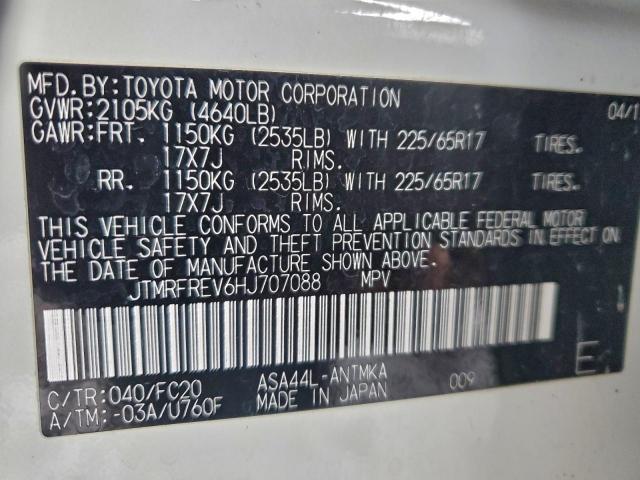 MFD.BY:TOYOTA MOTOR CORPORATION 04/1
GVWR:2105KG (4640LB)
GAWR:FRT. 1150KG (2535LB) WITH 225/65R17 TIRES.
17X7J RIMS.
RR. 1150KG (2535LB) WITH 225/65R17 TIRES.
17X7J RIMS.
THIS VEHICLE CONFORMS TO ALL APPLICABLE FEDERAL MOTOR
VEHICLE SAFETY AND THEFT PREVENTION STANDARDS IN EFFECT ON
THE DATE OF MANUFACTURE SHOWN ABOVE.
JTMRFREV6HJ707088 MPV
E
C/TR:040/FC20 ASA44L-ANTMKA 009
A/TM:-03A/U760F MADE IN JAPAN